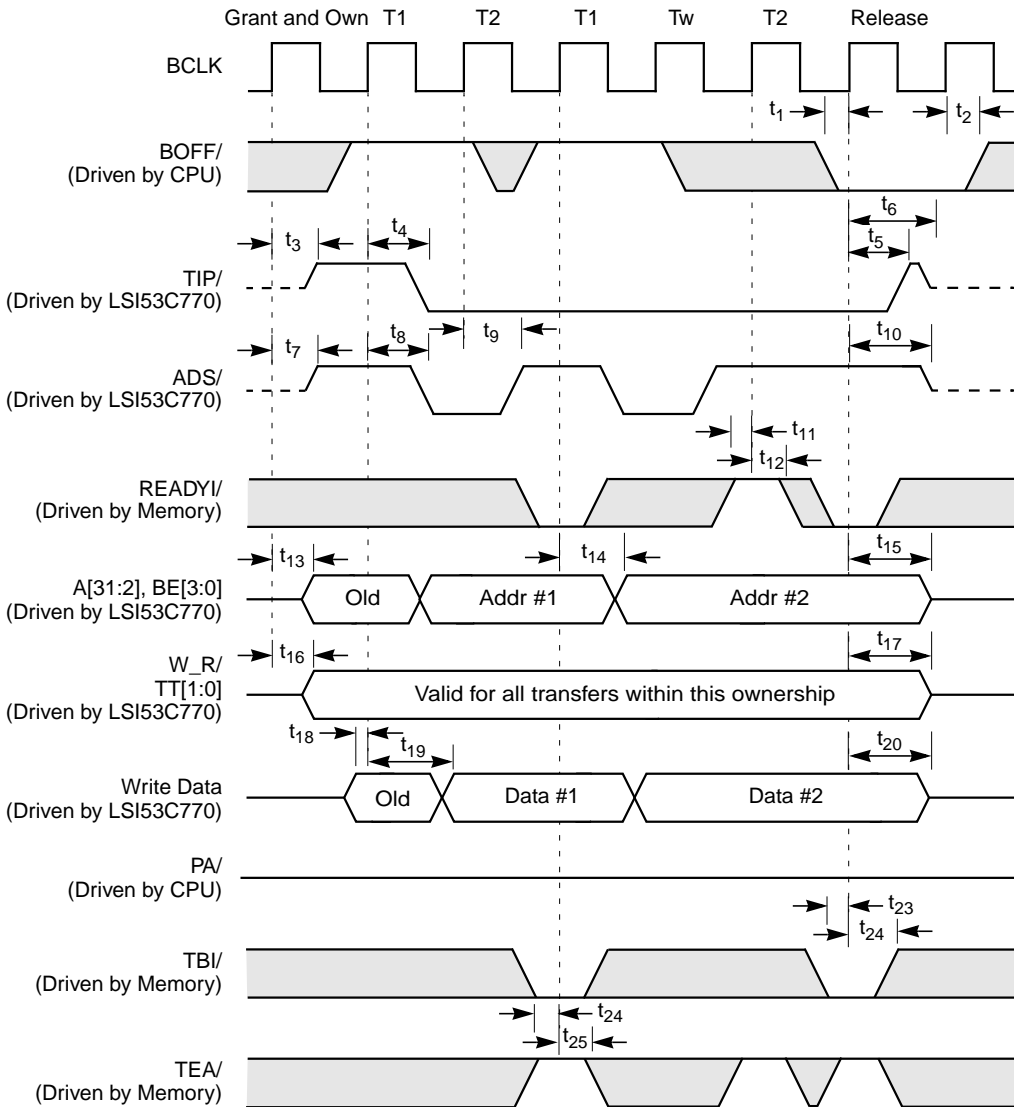 Grant and Own T1 T2 T1 Tw T2 Release
BCLK
t1 t2
BOFF/
(Driven by CPU)
t6
t3 t4 t5
TIP/
(Driven by LSI53C770)
t7 t8 t9 t10
ADS/
(Driven by LSI53C770)
t11
t12
READYI/
(Driven by Memory)
t13 t14 t15
A[31:2], BE[3:0]
(Driven by LSI53C770)
Old Addr #1 Addr #2
t16 t17
W_R/
TT[1:0]
(Driven by LSI53C770)
Valid for all transfers within this ownership
t18 t19 t20
Write Data
(Driven by LSI53C770)
Old Data #1 Data #2
PA/
(Driven by CPU)
t23
t24
TBI/
(Driven by Memory)
t24
t25
TEA/
(Driven by Memory)